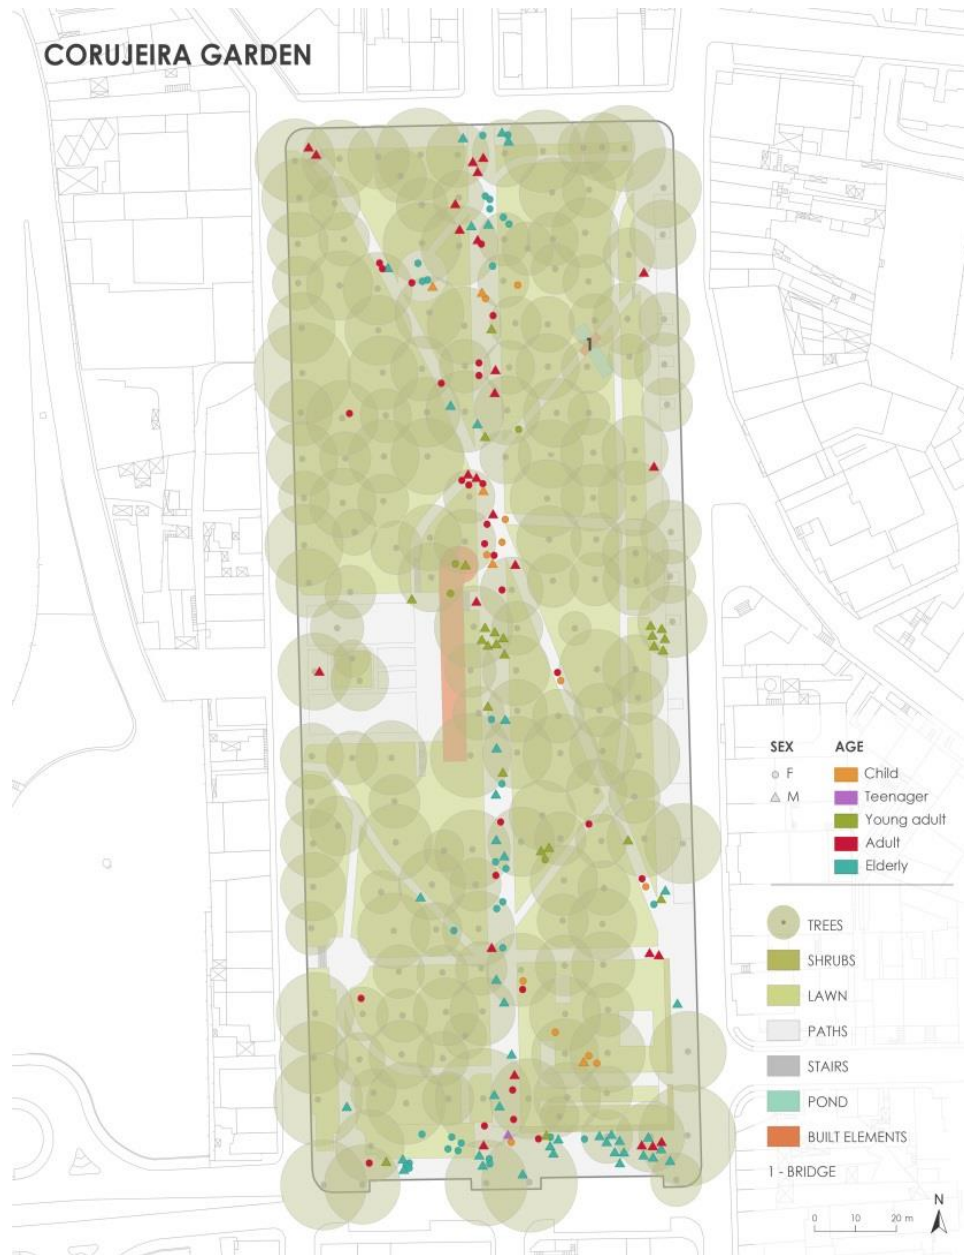 CORUJEIRA GARDEN
1
SEX
F
M
AGE
Child
Teenager
Young adult
Adult
Elderly
TREES
SHRUBS
LAWN
PATHS
STAIRS
POND
BUILT ELEMENTS
1 - BRIDGE
0 10 20 m
N